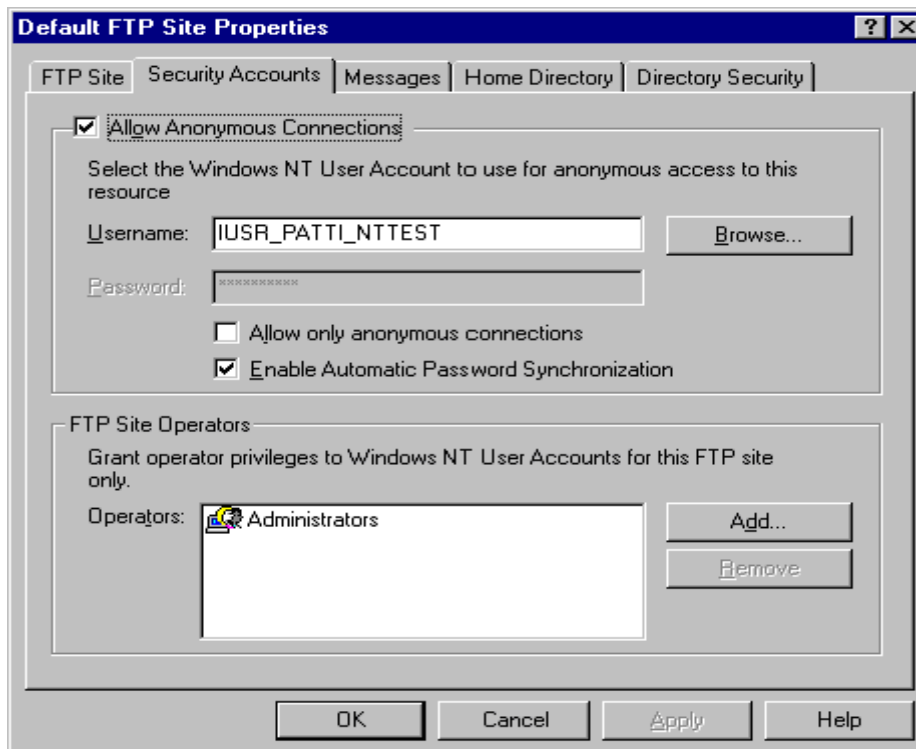 Default FTP Site Properties
FTP Site Security Accounts Messages Home Directory Directory Security
Allow Anonymous Connections
Select the Windows NT User Account to use for anonymous access to this
resource
Username: IUSR_PATTI_NTTEST Browse...
Password: **********
Allow only anonymous connections
Enable Automatic Password Synchronization
FTP Site Operators
Grant operator privileges to Windows NT User Accounts for this FTP site
only.
Operators: Administrators Add...
Remove
OK Cancel Apply Help